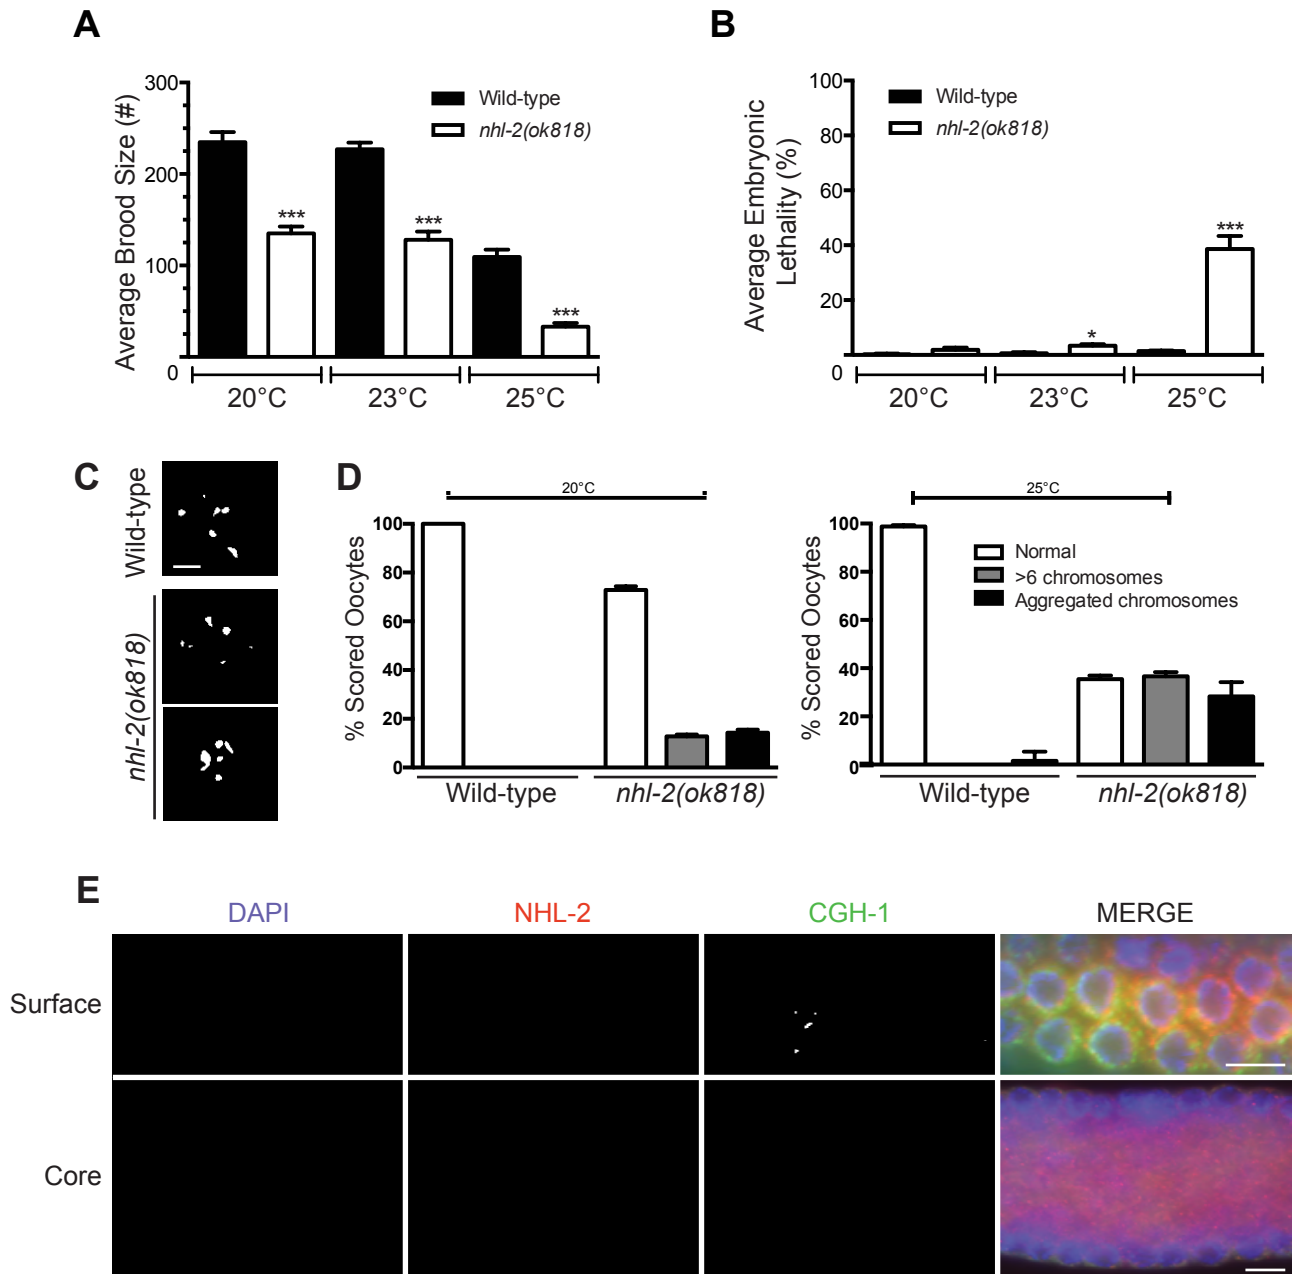 A
Average Brood Size (#)
300
200
100
0
Wild-type
nhl-2(ok818)
***
***
***
20°C 23°C 25°C
B
Average Embryonic
Lethality (%)
100
80
60
40
20
0
Wild-type
nhl-2(ok818)
*
***
20°C 23°C 25°C
C
Wild-type
nhl-2(ok818)
D
20°C
% Scored Oocytes
100
80
60
40
20
0
Wild-type nhl-2(ok818)
25°C
% Scored Oocytes
100
80
60
40
20
0
Normal
>6 chromosomes
Aggregated chromosomes
Wild-type nhl-2(ok818)
E
DAPI NHL-2 CGH-1 MERGE
Surface
Core